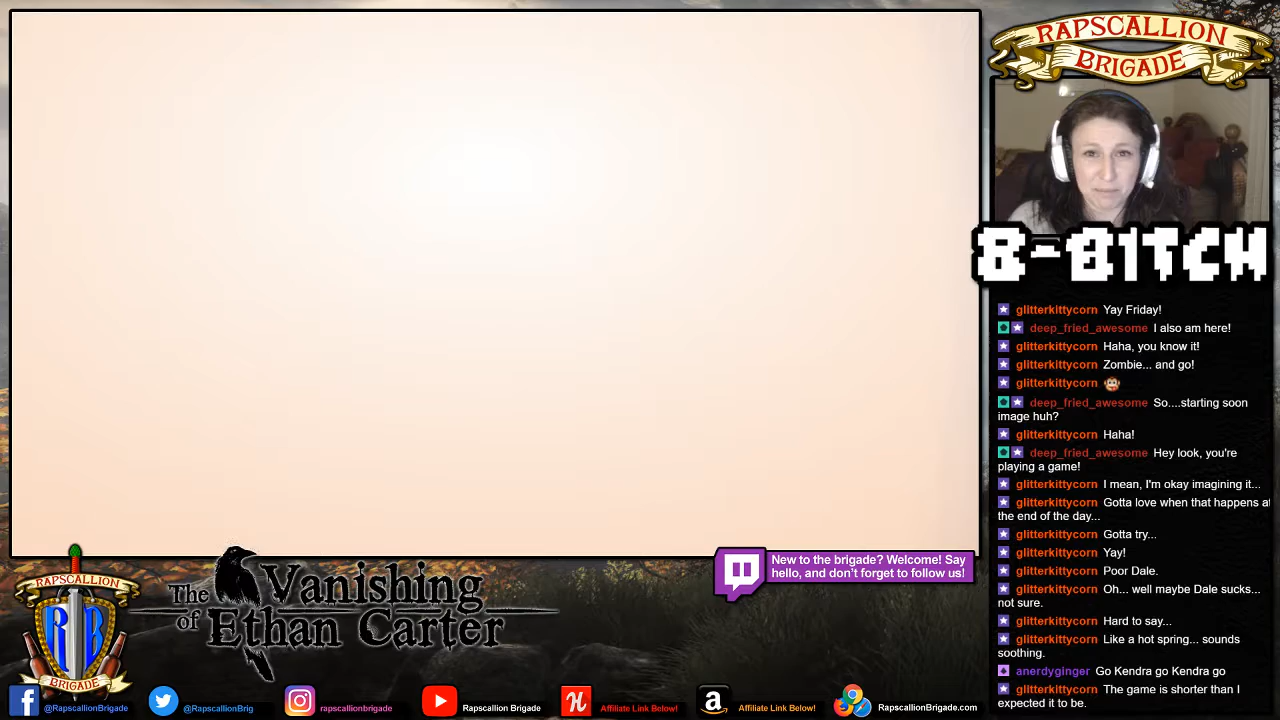 RAPSCALLION
BRIGADE
8-BITCH
glitterkittycorn Yay Friday!
deep_fried_awesome I also am here!
glitterkittycorn Haha, you know it!
glitterkittycorn Zombie... and go!
glitterkittycorn
deep_fried_awesome So....starting soon
image huh?
glitterkittycorn Haha!
deep_fried_awesome Hey look, you're
playing a game!
glitterkittycorn I mean, I'm okay imagining it...
glitterkittycorn Gotta love when that happens at
the end of the day...
glitterkittycorn Gotta try...
glitterkittycorn Yay!
glitterkittycorn Poor Dale.
glitterkittycorn Oh... well maybe Dale sucks...
not sure.
glitterkittycorn Hard to say...
glitterkittycorn Like a hot spring... sounds
soothing.
anerdyginger Go Kendra go Kendra go
glitterkittycorn The game is shorter than I
expected it to be.
New to the brigade? Welcome! Say
hello, and don't forget to follow us!
RAPSCALLION
RB
BRIGADE
The Vanishing
of Ethan Carter
@RapscallionBrigade
@RapscallionBrig
rapscallionbrigade
Rapscallion Brigade
Affiliate Link Below!
Affiliate Link Below!
RapscallionBrigade.com